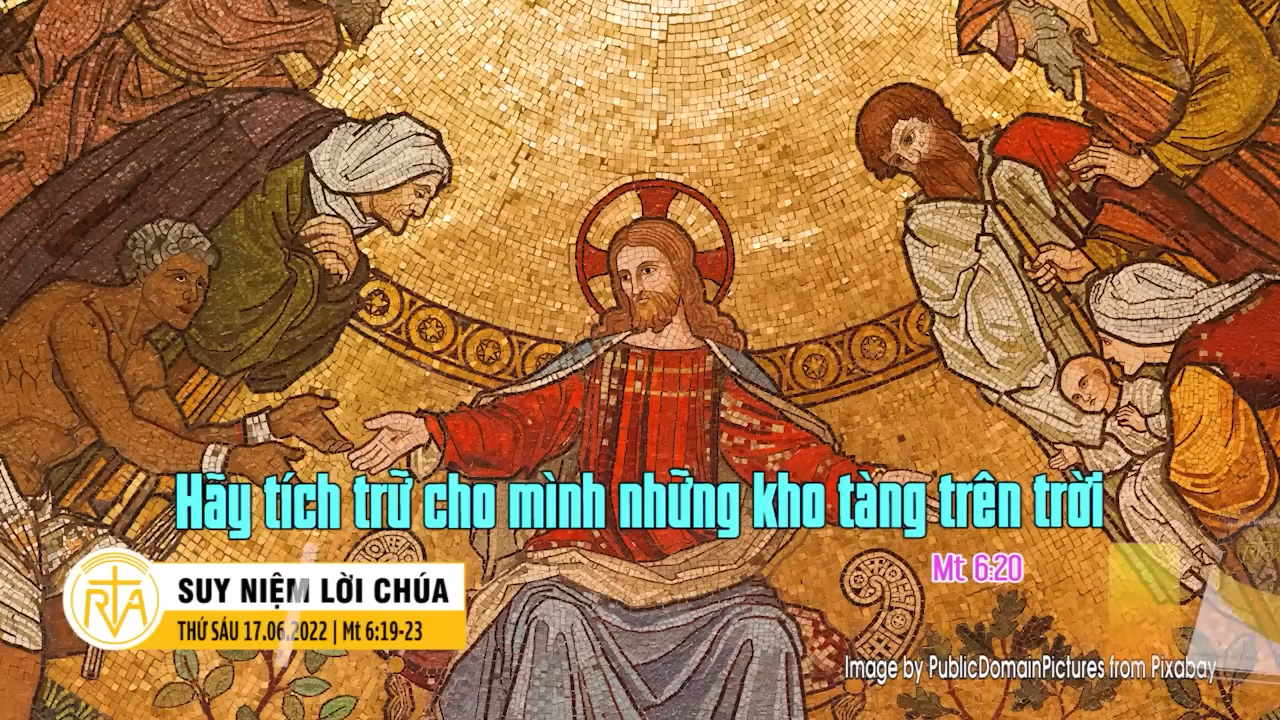 Hãy tích trữ cho mình những kho tàng trên trời
Mt 6:20
RTA
SUY NIỆM LỜI CHÚA
THỨ SÁU 17.06.2022 | Mt 6:19-23
Image by PublicDomainPictures from Pixabay